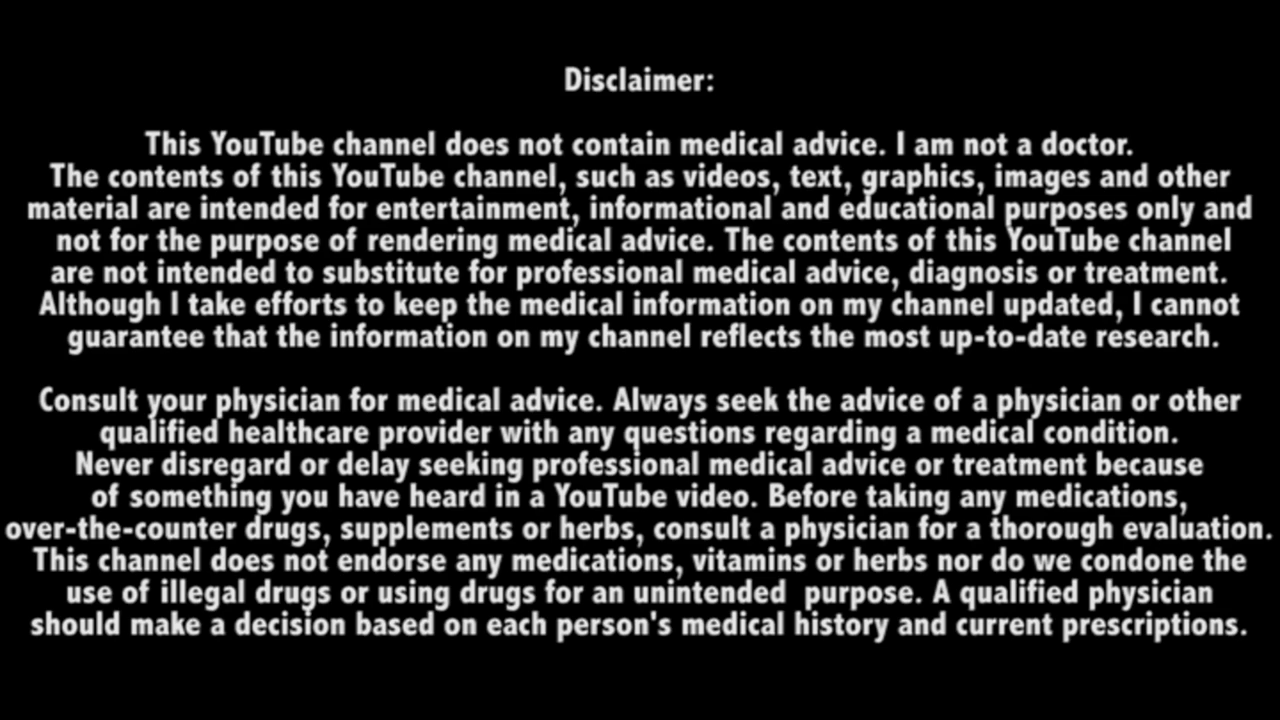 Disclaimer:
This YouTube channel does not contain medical advice. I am not a doctor.
The contents of this YouTube channel, such as videos, text, graphics, images and other
material are intended for entertainment, informational and educational purposes only and
not for the purpose of rendering medical advice. The contents of this YouTube channel
are not intended to substitute for professional medical advice, diagnosis or treatment.
Although I take efforts to keep the medical information on my channel updated, I cannot
guarantee that the information on my channel reflects the most up-to-date research.
Consult your physician for medical advice. Always seek the advice of a physician or other
qualified healthcare provider with any questions regarding a medical condition.
Never disregard or delay seeking professional medical advice or treatment because
of something you have heard in a YouTube video. Before taking any medications,
over-the-counter drugs, supplements or herbs, consult a physician for a thorough evaluation.
This channel does not endorse any medications, vitamins or herbs nor do we condone the
use of illegal drugs or using drugs for an unintended  purpose. A qualified physician
should make a decision based on each person's medical history and current prescriptions.